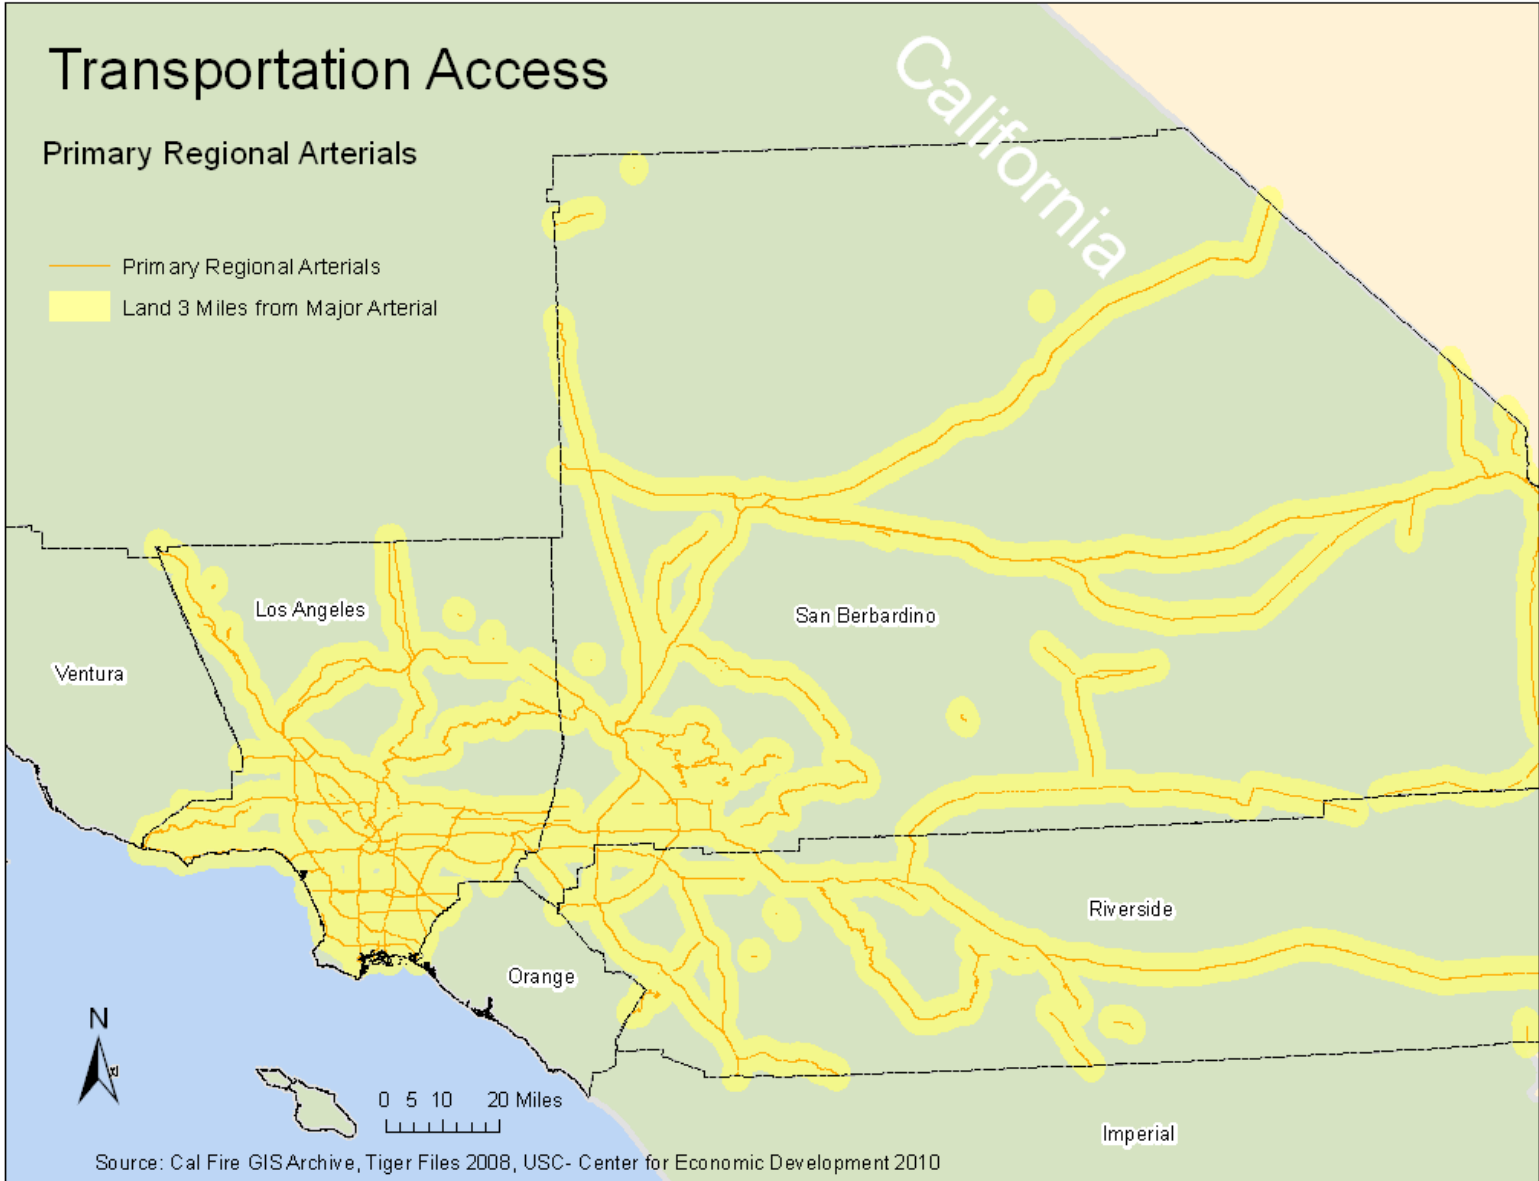 Transportation Access
California
Primary Regional Arterials
Primary Regional Arterials
Land 3 Miles from Major Arterial
Los Angeles
San Berbardino
Ventura
Riverside
Orange
N
0 5 10 20 Miles
Imperial
Source: Cal Fire GIS Archive, Tiger Files 2008, USC- Center for Economic Development 2010